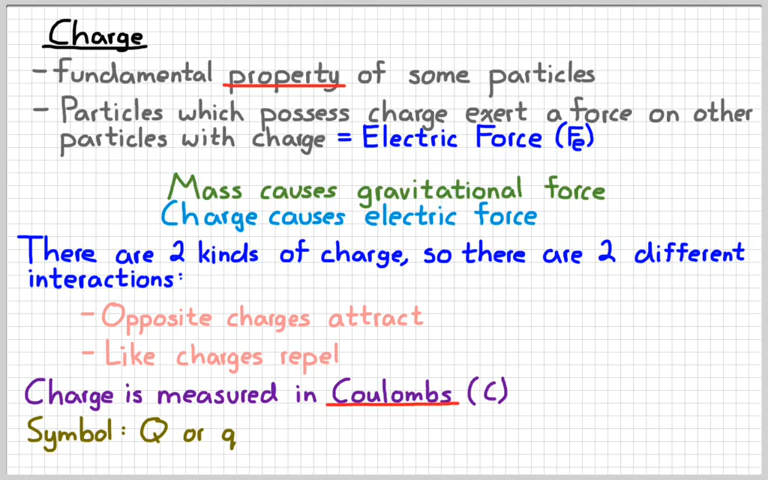 Charge
- fundamental property of some particles
- Particles which possess charge exert a force on other
particles with charge = Electric Force (Fe)
Mass causes gravitational force
Charge causes electric force
There are 2 kinds of charge, so there are 2 different
interactions:
- Opposite charges attract
- Like charges repel
Charge is measured in Coulombs (C)
Symbol: Q or q